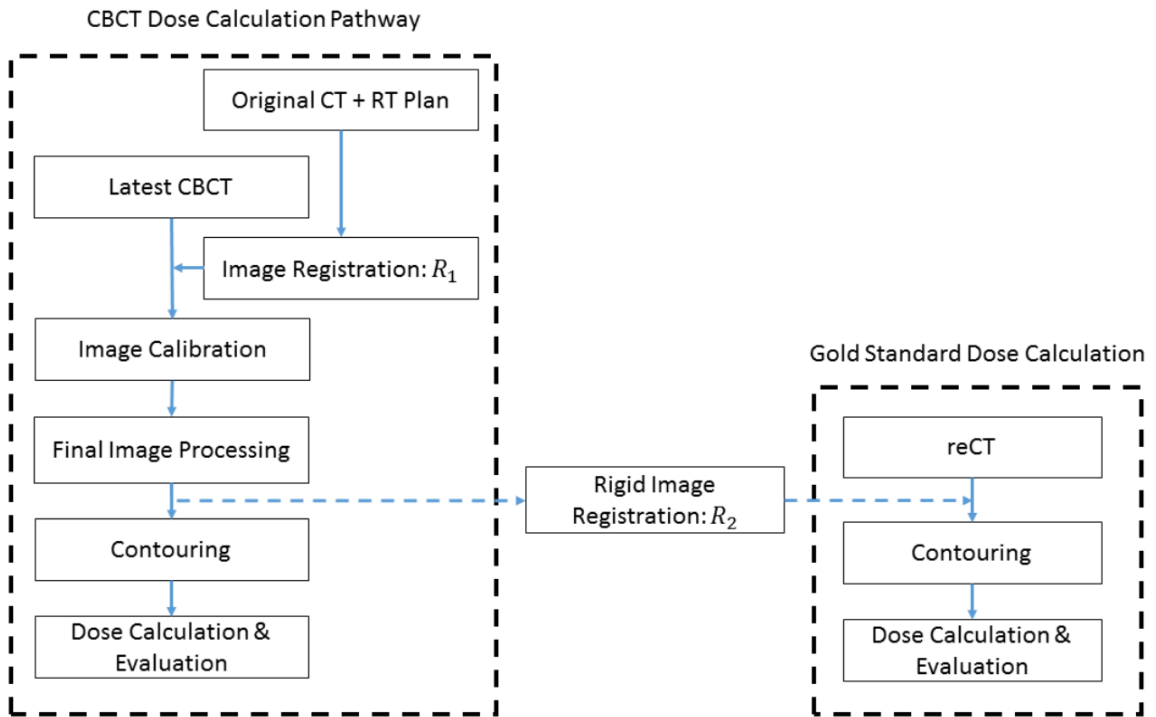 CBCT Dose Calculation Pathway
Original CT + RT Plan
Latest CBCT
Image Registration: R₁
Image Calibration
Final Image Processing
Contouring
Dose Calculation &
Evaluation
Rigid Image
Registration: R₂
Gold Standard Dose Calculation
reCT
Contouring
Dose Calculation &
Evaluation